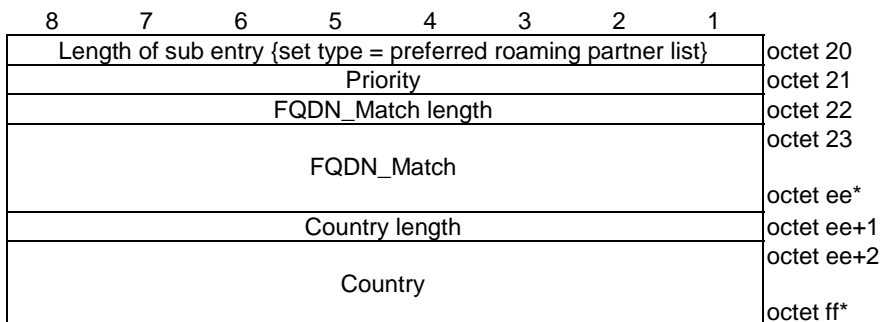 8 7 6 5 4 3 2 1
Length of sub entry {set type = preferred roaming partner list} octet 20
Priority octet 21
FQDN_Match length octet 22
octet 23
FQDN_Match
octet ee*
Country length octet ee+1
octet ee+2
Country
octet ff*